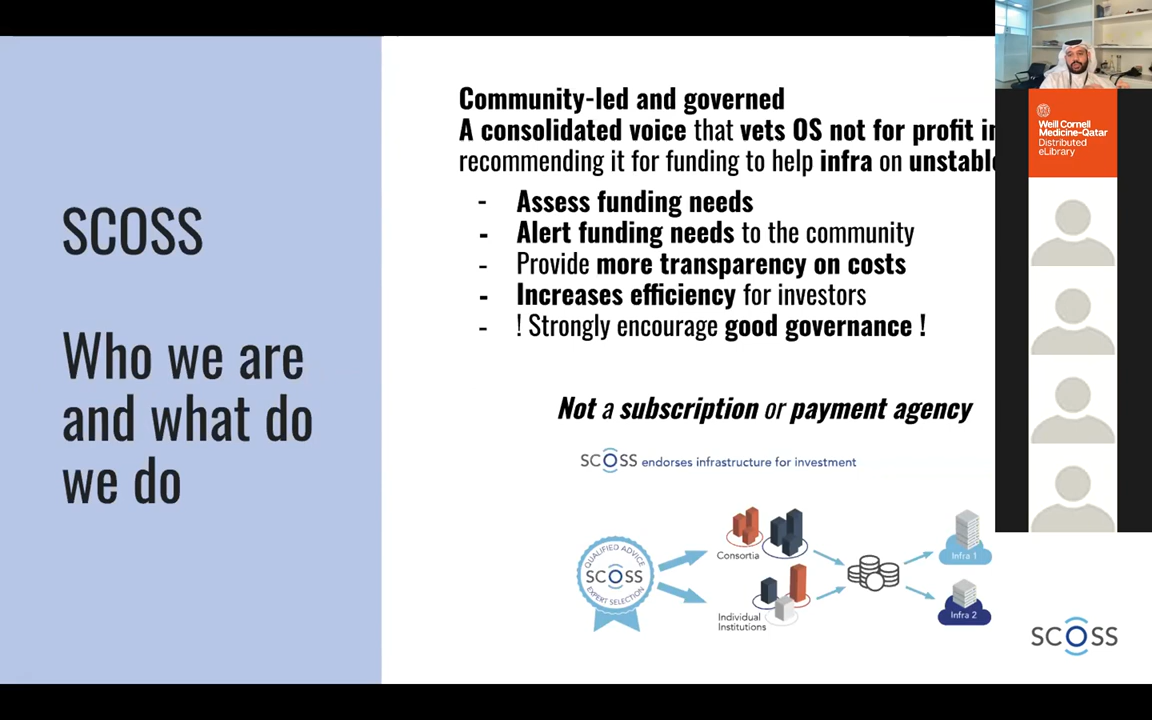 SCOSS
Who we are
and what do
we do
Community-led and governed
A consolidated voice that vets OS not for profit
recommending it for funding to help infra on unstable
- Assess funding needs
- Alert funding needs to the community
- Provide more transparency on costs
- Increases efficiency for investors
- ! Strongly encourage good governance !
Not a subscription or payment agency
SCOSS endorses infrastructure for investment
QUALIFIED ADVICE
SCOSS
EXPERT SELECTION
Consortia
Individual
Institutions
Infra 1
Infra 2
SCOSS
Weill Cornell
Medicine-Qatar
Distributed
eLibrary